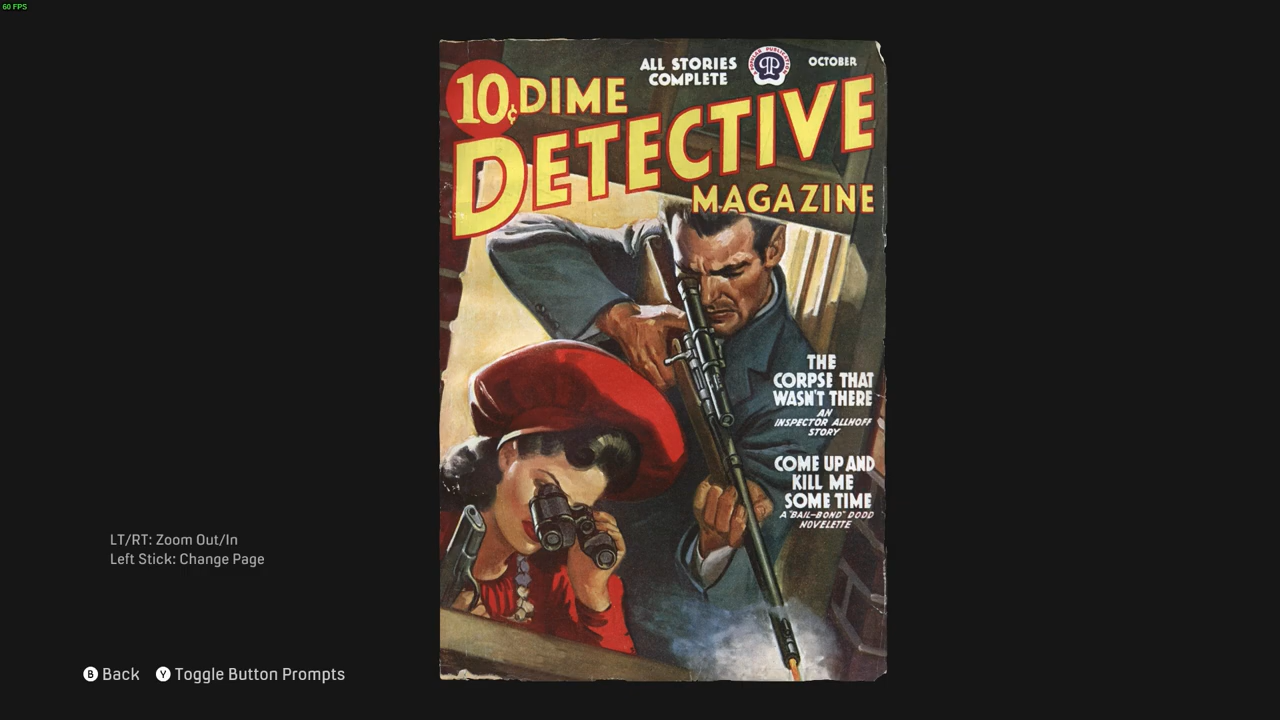 60 FPS
ALL STORIES
COMPLETE
POPULAR PUBLICATIONS
OCTOBER
10¢ DIME
DETECTIVE
MAGAZINE
THE
CORPSE THAT
WASN'T THERE
AN
INSPECTOR ALLHOFF
STORY
COME UP AND
KILL ME
SOME TIME
A "BAIL-BOND" DODD
NOVELETTE
LT/RT: Zoom Out/In
Left Stick: Change Page
B Back
Y Toggle Button Prompts